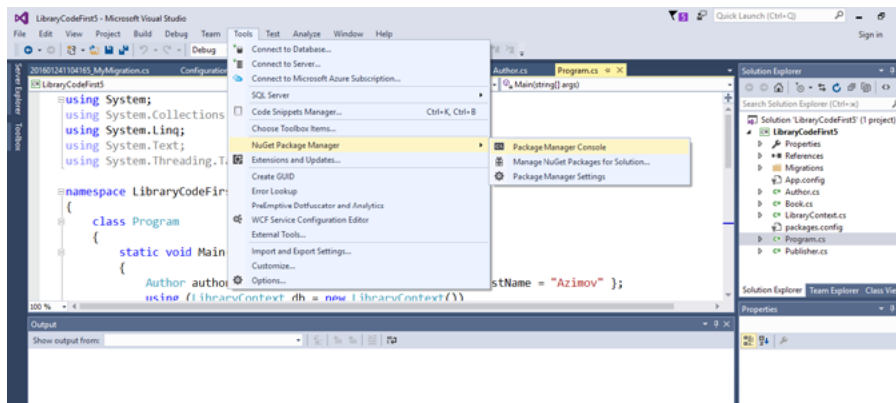 LibraryCodeFirst5 - Microsoft Visual Studio
Quick Launch (Ctrl+Q)
File Edit View Project Build Debug Team Tools Test Analyze Window Help
Sign in
Debug
Server Explorer
Toolbox
201601241104165_MyMigration.cs
Author.cs
Program.cs
LibraryCodeFirst5
Main(string[] args)
using System;
using System.Collections
using System.Linq;
using System.Text;
using System.Threading.T
namespace LibraryCodeFir
{
class Program
{
static void Main
{
Author autho
stName = "Azimov" };
using (LibraryContext db = new LibraryContext())
100 %
Connect to Database...
Connect to Server...
Connect to Microsoft Azure Subscription...
SQL Server
Code Snippets Manager... Ctrl+K, Ctrl+B
Choose Toolbox Items...
NuGet Package Manager
Extensions and Updates...
Create GUID
Error Lookup
PreEmptive Dotfuscator and Analytics
WCF Service Configuration Editor
External Tools...
Import and Export Settings...
Customize...
Options...
Package Manager Console
Manage NuGet Packages for Solution...
Package Manager Settings
Solution Explorer
Search Solution Explorer (Ctrl+ж)
Solution 'LibraryCodeFirst5' (1 project)
LibraryCodeFirst5
Properties
References
Migrations
App.config
Author.cs
Book.cs
LibraryContext.cs
packages.config
Program.cs
Publisher.cs
Solution Explorer Team Explorer Class Vie
Properties
Output
Show output from: